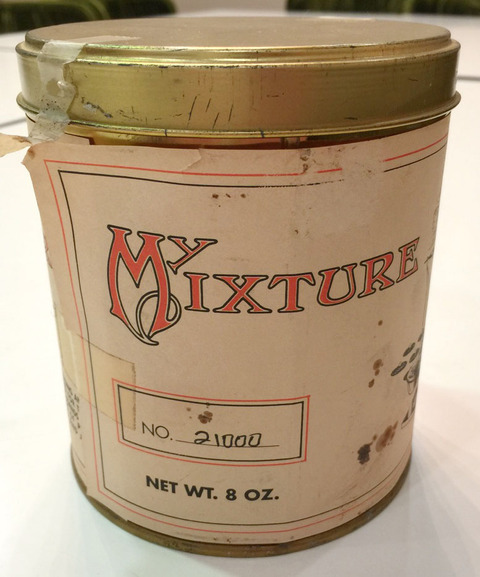 My Mixture
NO. 21000
NET WT. 8 OZ.